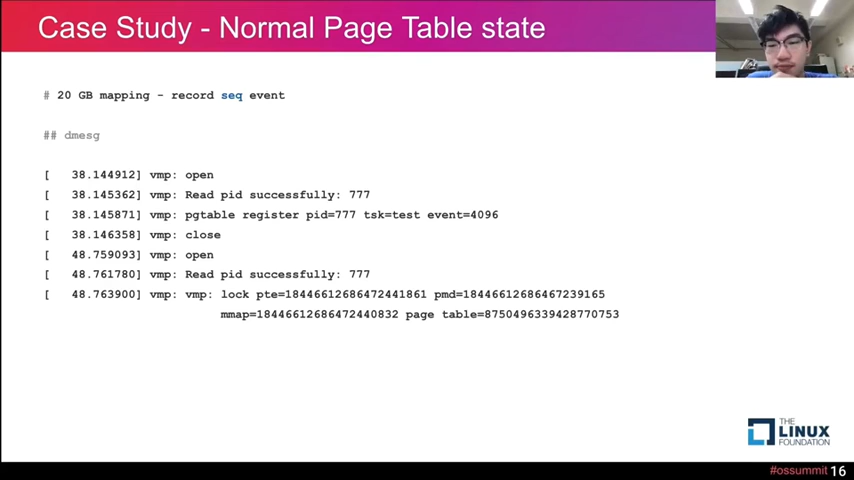 Case Study - Normal Page Table state
# 20 GB mapping - record seq event
## dmesg
[   38.144912] vmp: open
[   38.145362] vmp: Read pid successfully: 777
[   38.145871] vmp: pgtable register pid=777 tsk=test event=4096
[   38.146358] vmp: close
[   48.759093] vmp: open
[   48.761780] vmp: Read pid successfully: 777
[   48.763900] vmp: vmp: lock pte=18446612686472441861 pmd=18446612686467239165
mmap=18446612686472440832 page table=8750496339428770753
THE
LINUX
FOUNDATION
#ossummit 16